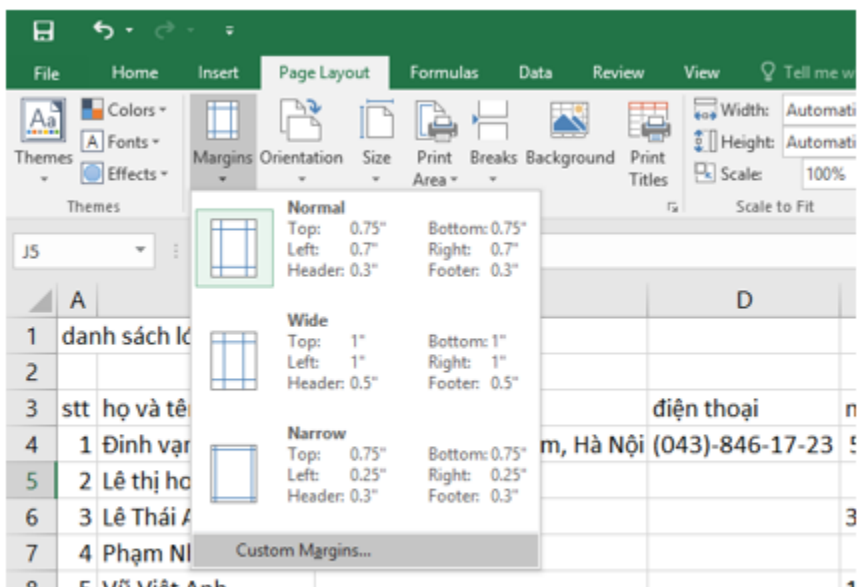 File Home Insert Page Layout Formulas Data Review View Tell me
Colors Width: Automati
Fonts Height: Automati
Themes Effects Margins Orientation Size Print Area Breaks Background Print Titles Scale: 100%
Themes Scale to Fit
J5
Normal
Top: 0.75" Bottom: 0.75"
Left: 0.7" Right: 0.7"
Header: 0.3" Footer: 0.3"
A D
Wide
Top: 1" Bottom: 1"
Left: 1" Right: 1"
Header: 0.5" Footer: 0.5"
1 danh sách
2
3 stt họ và điện thoại
Narrow
Top: 0.75" Bottom: 0.75"
Left: 0.25" Right: 0.25"
Header: 0.3" Footer: 0.3"
4 1 Đinh m, Hà Nội (043)-846-17-23
5 2 Lê thị
6 3 Lê Thái 3
7 4 Phạm
Custom Margins...
8 5 Vũ Việt Anh